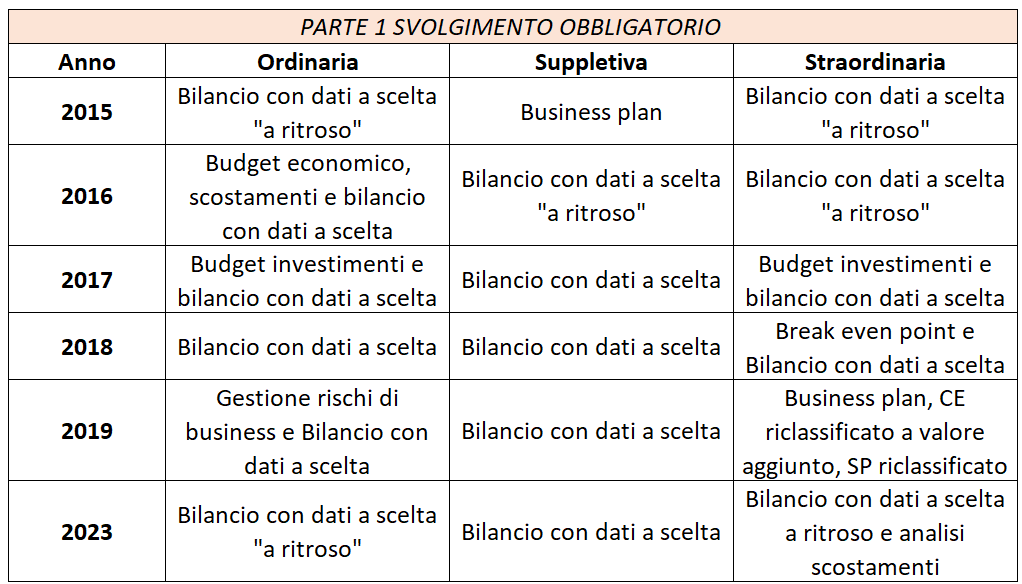 PARTE 1 SVOLGIMENTO OBBLIGATORIO
Anno Ordinaria Suppletiva Straordinaria
2015
Bilancio con dati a scelta
"a ritroso"
Business plan
Bilancio con dati a scelta
"a ritroso"
2016
Budget economico,
scostamenti e bilancio
con dati a scelta
Bilancio con dati a scelta
"a ritroso"
Bilancio con dati a scelta
"a ritroso"
2017
Budget investimenti e
bilancio con dati a scelta
Bilancio con dati a scelta
Budget investimenti e
bilancio con dati a scelta
2018
Bilancio con dati a scelta
Bilancio con dati a scelta
Break even point e
Bilancio con dati a scelta
2019
Gestione rischi di
business e Bilancio con
dati a scelta
Bilancio con dati a scelta
Business plan, CE
riclassificato a valore
aggiunto, SP riclassificato
2023
Bilancio con dati a scelta
"a ritroso"
Bilancio con dati a scelta
Bilancio con dati a scelta
a ritroso e analisi
scostamenti